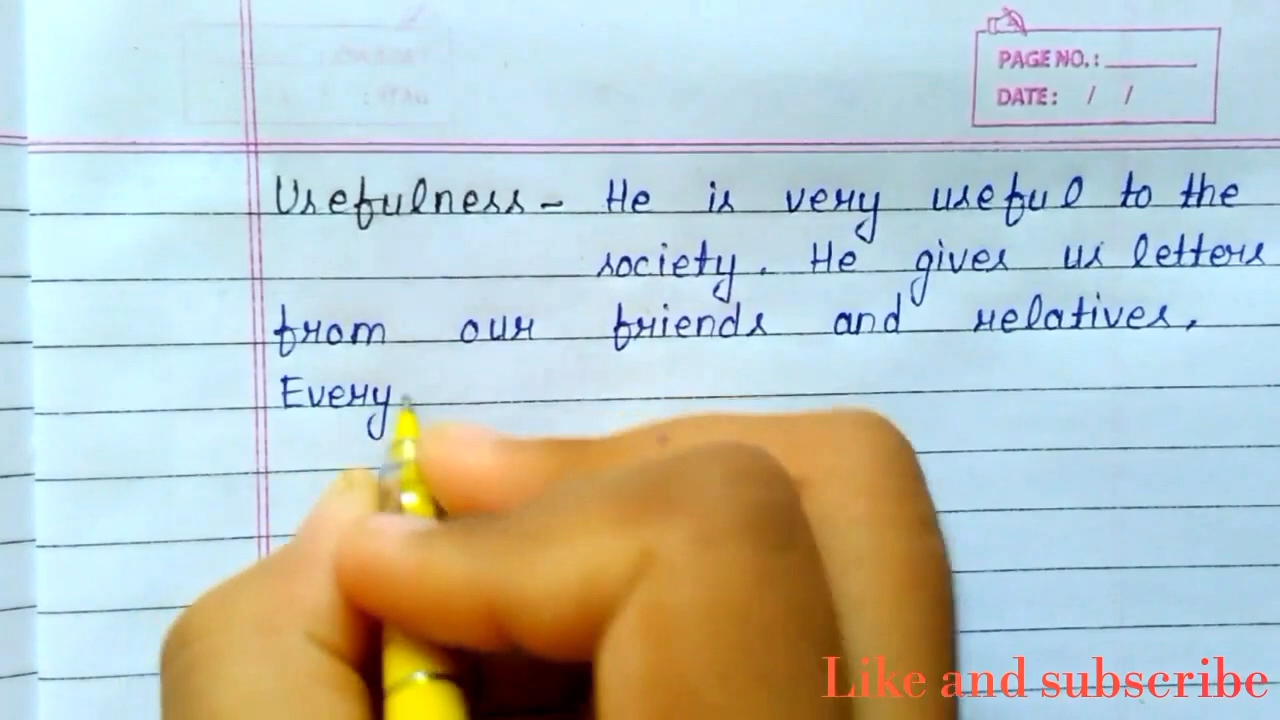 PAGE NO.:
DATE: / /
Usefulness - He is very useful to the
society. He gives us letters
from our friends and relatives.
Every
Like and subscribe